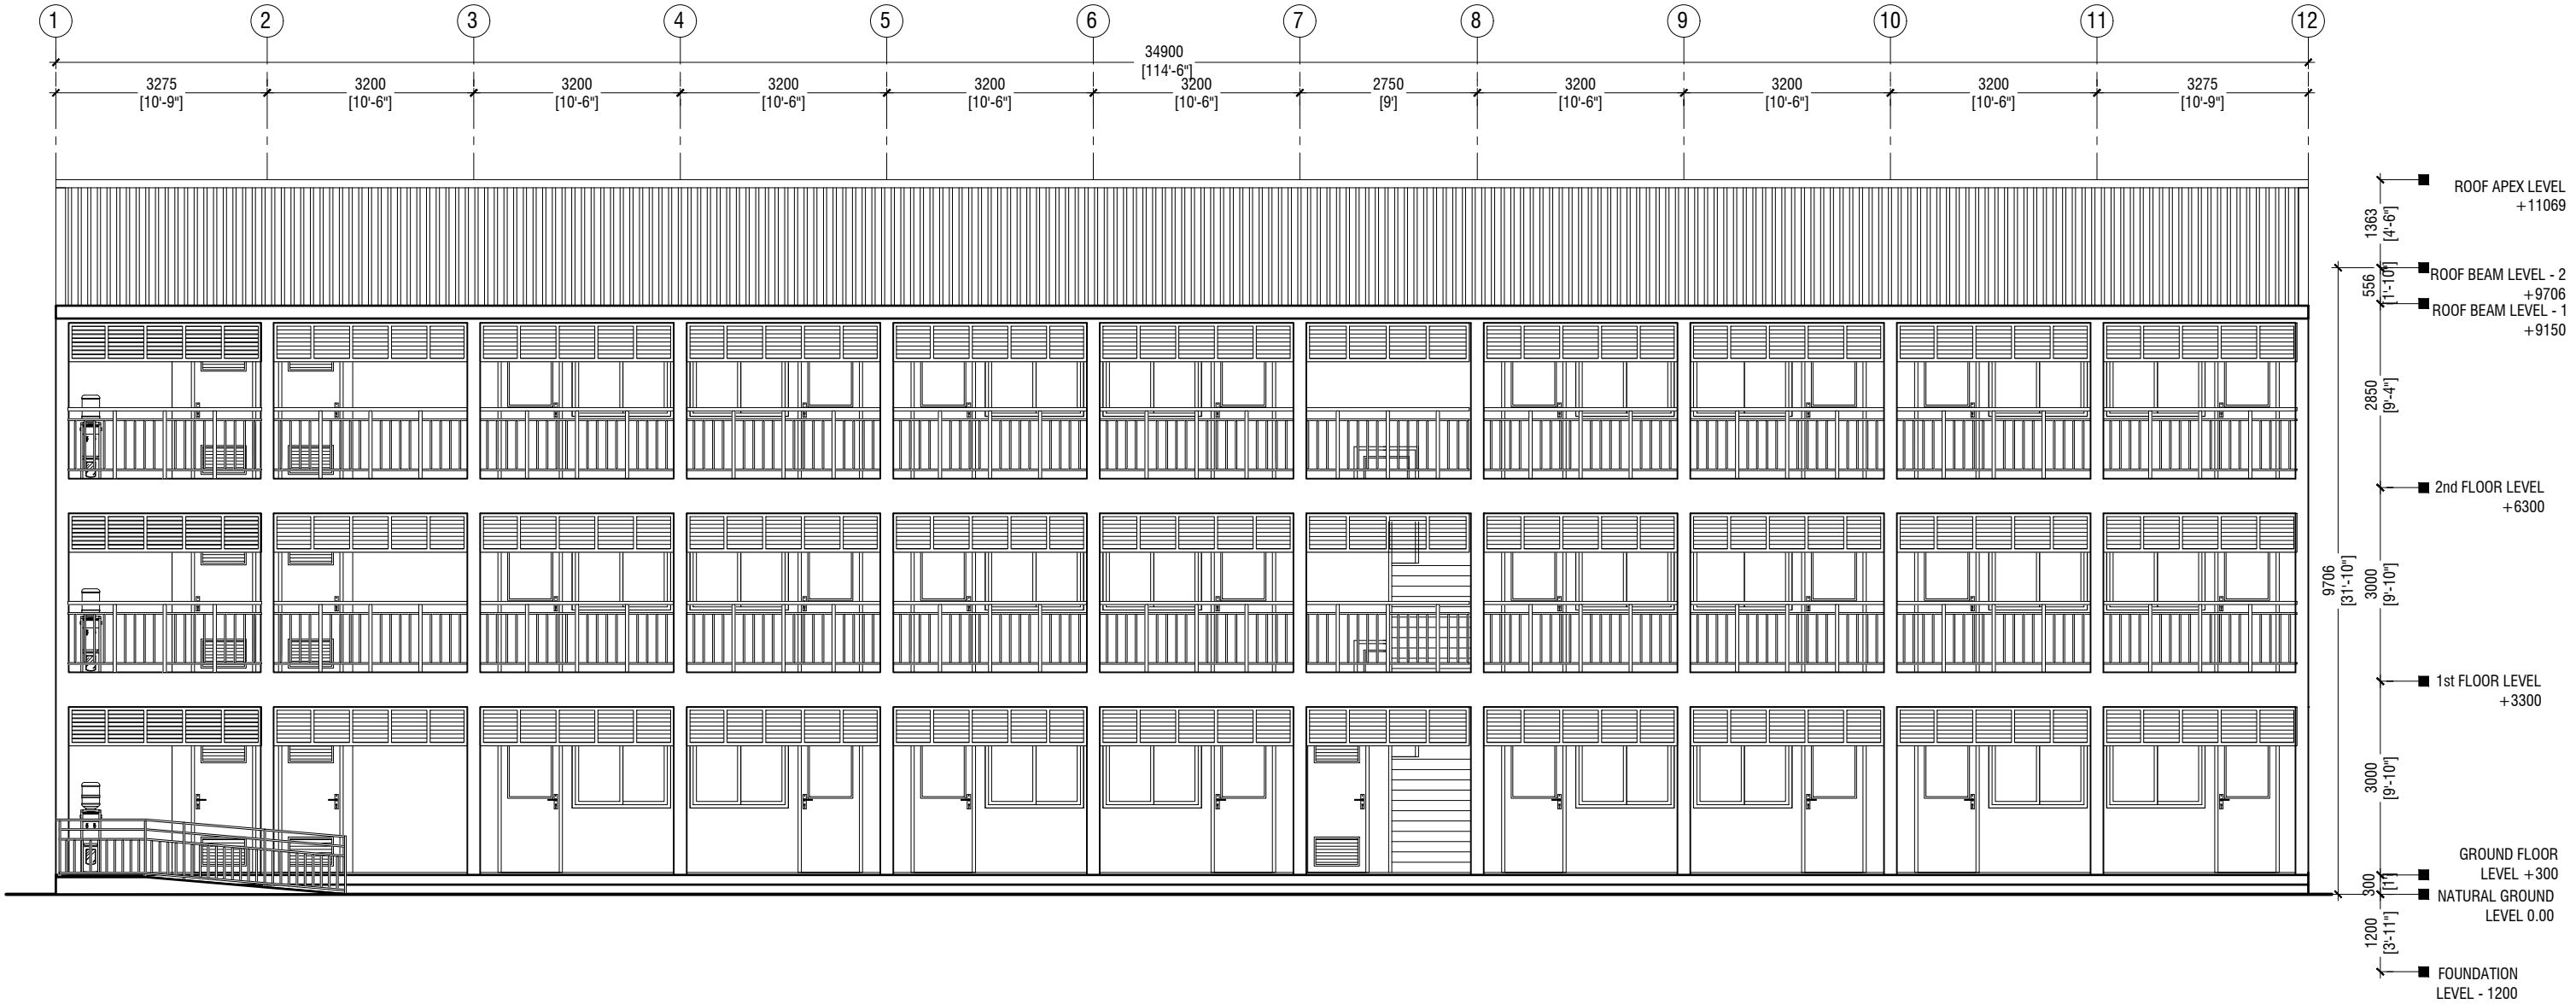 1 2 3 4 5 6 7 8 9 10 11 12
34900
[114'-6"]
3275 3200 3200 3200 3200 3200 2750 3200 3200 3200 3275
[10'-9"] [10'-6"] [10'-6"] [10'-6"] [10'-6"] [10'-6"] [9'] [10'-6"] [10'-6"] [10'-6"] [10'-9"]
ROOF APEX LEVEL
+11069
1363
[4'-6"]
ROOF BEAM LEVEL - 2
+9706
556
[1'-10"]
ROOF BEAM LEVEL - 1
+9150
2850
[9'-4"]
2nd FLOOR LEVEL
+6300
9706
[31'-10"]
3000
[9'-10"]
1st FLOOR LEVEL
+3300
3000
[9'-10"]
GROUND FLOOR
LEVEL +300
300
[1']
NATURAL GROUND
LEVEL 0.00
1200
[3'-11"]
FOUNDATION
LEVEL - 1200